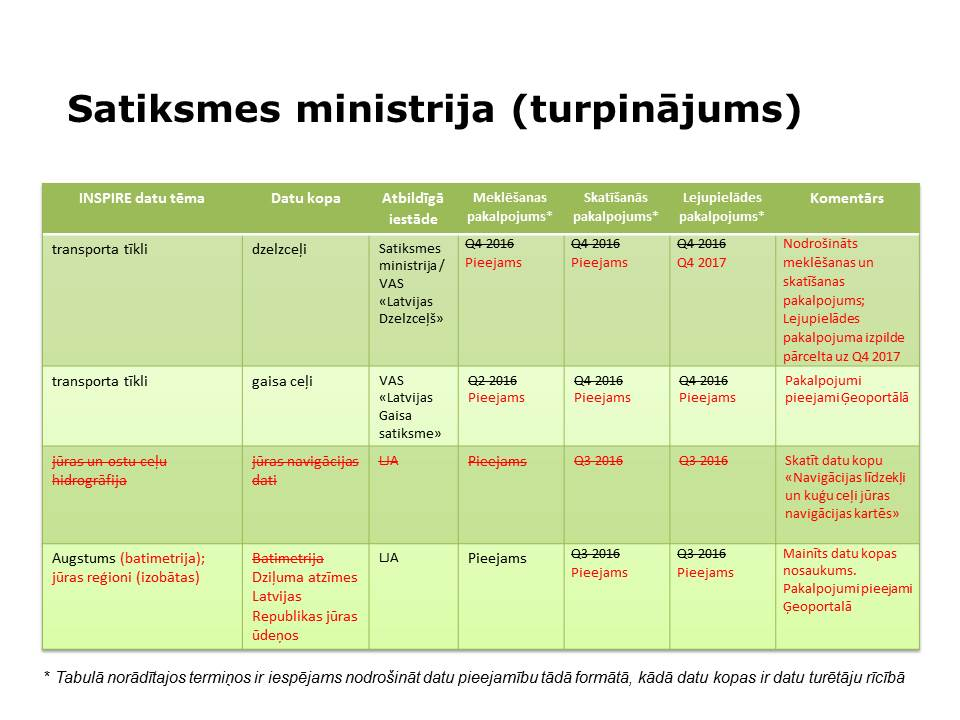 Satiksmes ministrija (turpinājums)
INSPIRE datu tēma
Datu kopa
Atbildīgā
iestāde
Meklēšanas
pakalpojums*
Skatīšanās
pakalpojums*
Lejupielādes
pakalpojums*
Komentārs
transporta tīkli
dzelzceļi
Satiksmes
ministrija /
VAS
«Latvijas
Dzelzceļš»
Q4 2016
Pieejams
Q4 2016
Pieejams
Q4 2016
Q4 2017
Nodrošināts
meklēšanas un
skatīšanas
pakalpojums;
Lejupielādes
pakalpojuma izpilde
pārcelta uz Q4 2017
transporta tīkli
gaisa ceļi
VAS
«Latvijas
Gaisa
satiksme»
Q2 2016
Pieejams
Q4 2016
Pieejams
Q4 2016
Pieejams
Pakalpojumi
pieejami Ģeoportālā
jūras un ostu ceļu
hidrogrāfija
jūras navigācijas
dati
LJA
Pieejams
Q3 2016
Q3 2016
Skatīt datu kopu
«Navigācijas līdzekļi
un kuģu ceļi jūras
navigācijas kartēs»
Augstums (batimetrija);
jūras reģioni (izobātas)
Batimetrija
Dziļuma atzīmes
Latvijas
Republikas jūras
ūdeņos
LJA
Pieejams
Q3 2016
Pieejams
Q3 2016
Pieejams
Mainīts datu kopas
nosaukums.
Pakalpojumi pieejami
Ģeoportalā
* Tabulā norādītajos termiņos ir iespējams nodrošināt datu pieejamību tādā formātā, kādā datu kopas ir datu turētāju rīcībā